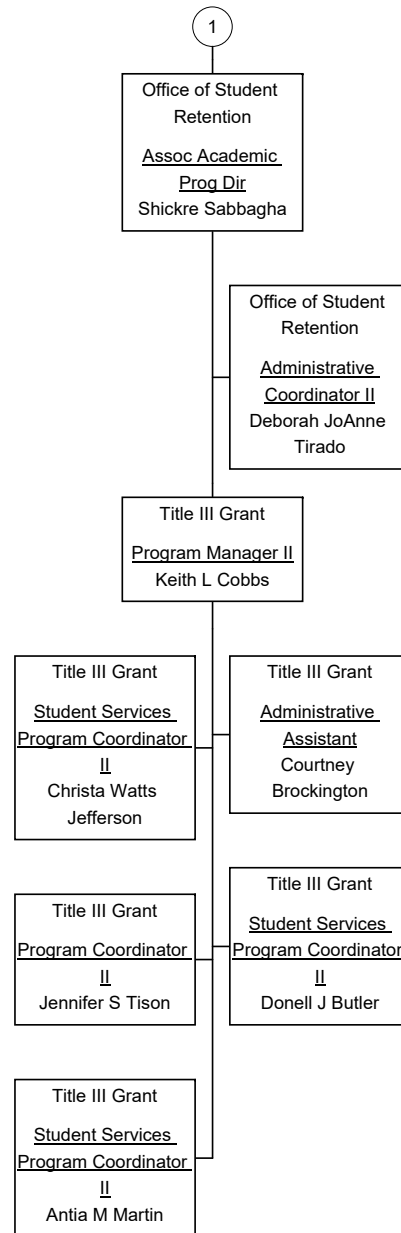 1
Office of Student
Retention
Assoc Academic
Prog Dir
Shickre Sabbagha
Office of Student
Retention
Administrative
Coordinator II
Deborah JoAnne
Tirado
Title III Grant
Program Manager II
Keith L Cobbs
Title III Grant
Student Services
Program Coordinator
II
Christa Watts
Jefferson
Title III Grant
Administrative
Assistant
Courtney
Brockington
Title III Grant
Program Coordinator
II
Jennifer S Tison
Title III Grant
Student Services
Program Coordinator
II
Donell J Butler
Title III Grant
Student Services
Program Coordinator
II
Antia M Martin